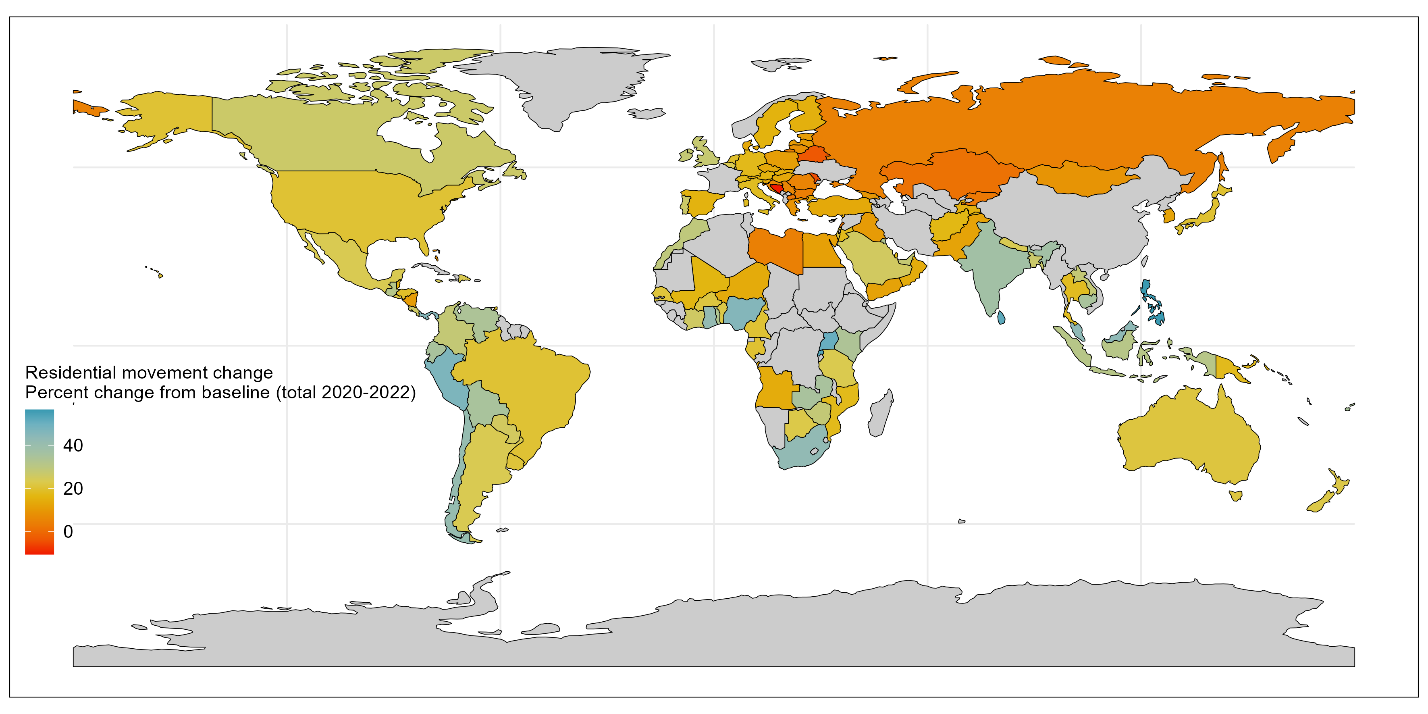 Residential movement change
Percent change from baseline (total 2020-2022)
40
20
0